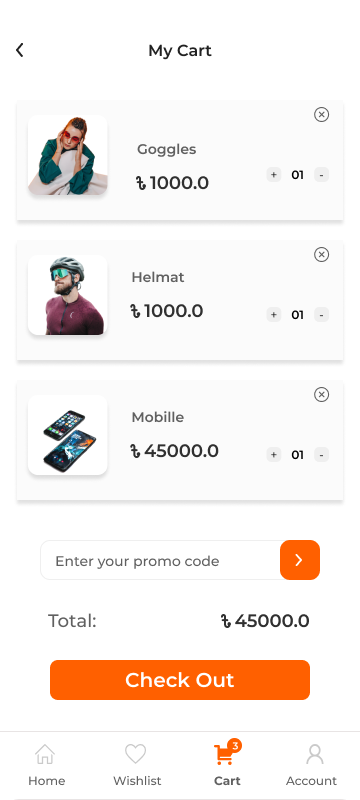 My Cart
Goggles
৳ 1000.0
+ 01 -
Helmat
৳ 1000.0
+ 01 -
Mobille
৳ 45000.0
+ 01 -
Enter your promo code
Total: ৳ 45000.0
Check Out
3
Home Wishlist Cart Account